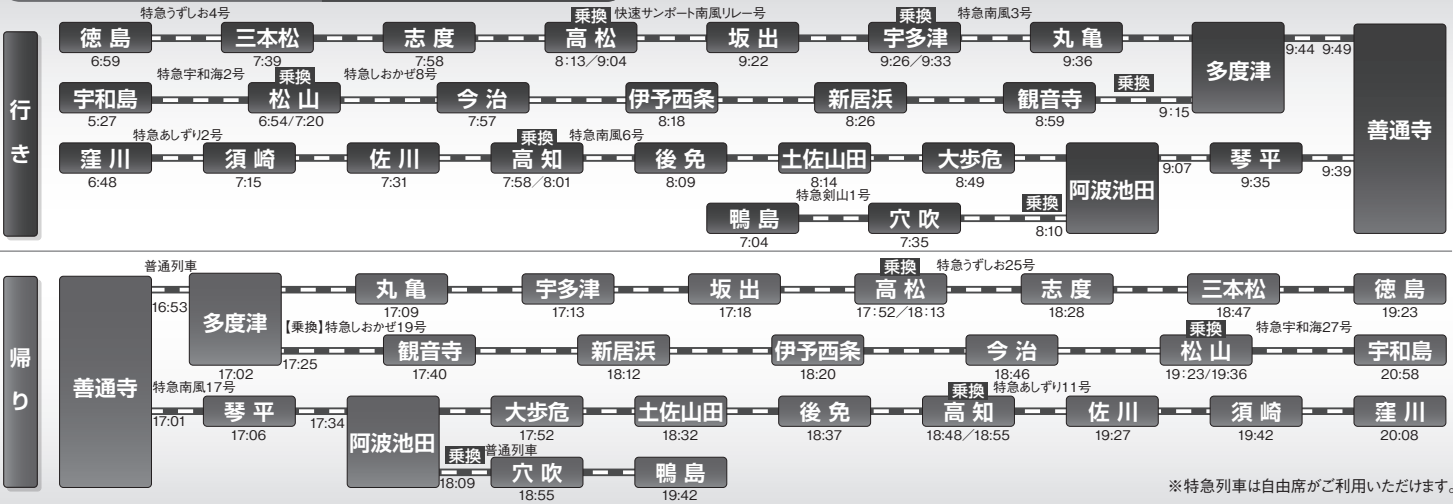 特急うずしお4号 乗換 快速サンポート南風リレー号 乗換 特急南風3号
徳島 三本松 志度 高松 坂出 宇多津 丸亀 多度津 9:44 9:49 善通寺
6:59 7:39 7:58 8:13/9:04 9:22 9:26/9:33 9:36
行き
特急宇和海2号 乗換 特急しおかぜ8号 乗換
宇和島 松山 今治 伊予西条 新居浜 観音寺 9:15
5:27 6:54/7:20 7:57 8:18 8:26 8:59
特急あしずり2号 乗換 特急南風6号
窪川 須崎 佐川 高知 後免 土佐山田 大歩危 阿波池田 9:07 琴平 9:39
6:48 7:15 7:31 7:58/8:01 8:09 8:14 8:49 9:35
特急剣山1号 乗換
鴨島 穴吹 8:10
7:04 7:35
普通列車 乗換 特急うずしお25号
善通寺 16:53 多度津 丸亀 宇多津 坂出 高松 志度 三本松 徳島
17:09 17:13 17:18 17:52/18:13 18:28 18:47 19:23
帰り
【乗換】特急しおかぜ19号 乗換 特急宇和海27号
17:02 17:25 観音寺 新居浜 伊予西条 今治 松山 宇和島
17:40 18:12 18:20 18:46 19:23/19:36 20:58
特急南風17号 乗換 特急あしずり11号
17:01 琴平 17:34 阿波池田 大歩危 土佐山田 後免 高知 佐川 須崎 窪川
17:06 17:52 18:32 18:37 18:48/18:55 19:27 19:42 20:08
乗換 普通列車
18:09 穴吹 鴨島
18:55 19:42
※特急列車は自由席がご利用いただけます。